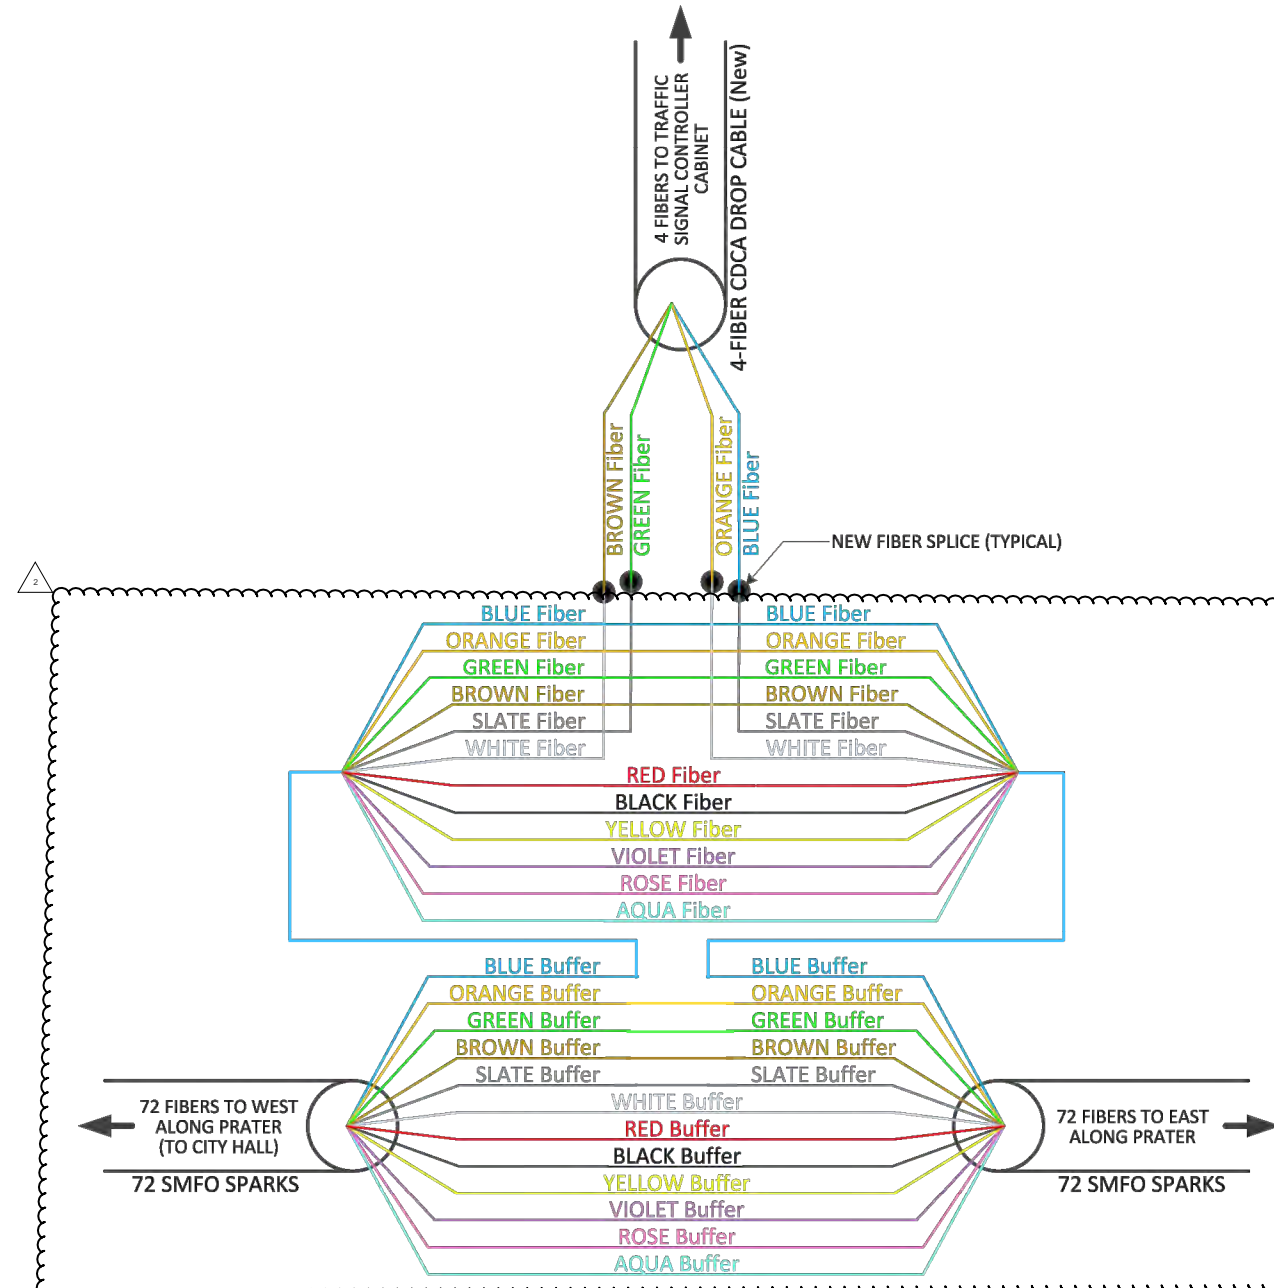 4 FIBERS TO TRAFFIC
SIGNAL CONTROLLER
CABINET
4-FIBER CDCA DROP CABLE (New)
BROWN Fiber
GREEN Fiber
ORANGE Fiber
BLUE Fiber
NEW FIBER SPLICE (TYPICAL)
2
BLUE Fiber BLUE Fiber
ORANGE Fiber ORANGE Fiber
GREEN Fiber GREEN Fiber
BROWN Fiber BROWN Fiber
SLATE Fiber SLATE Fiber
WHITE Fiber WHITE Fiber
RED Fiber
BLACK Fiber
YELLOW Fiber
VIOLET Fiber
ROSE Fiber
AQUA Fiber
BLUE Buffer BLUE Buffer
ORANGE Buffer ORANGE Buffer
GREEN Buffer GREEN Buffer
BROWN Buffer BROWN Buffer
SLATE Buffer SLATE Buffer
WHITE Buffer
RED Buffer
BLACK Buffer
YELLOW Buffer
VIOLET Buffer
ROSE Buffer
AQUA Buffer
72 FIBERS TO WEST
ALONG PRATER
(TO CITY HALL)
72 SMFO SPARKS
72 FIBERS TO EAST
ALONG PRATER
72 SMFO SPARKS